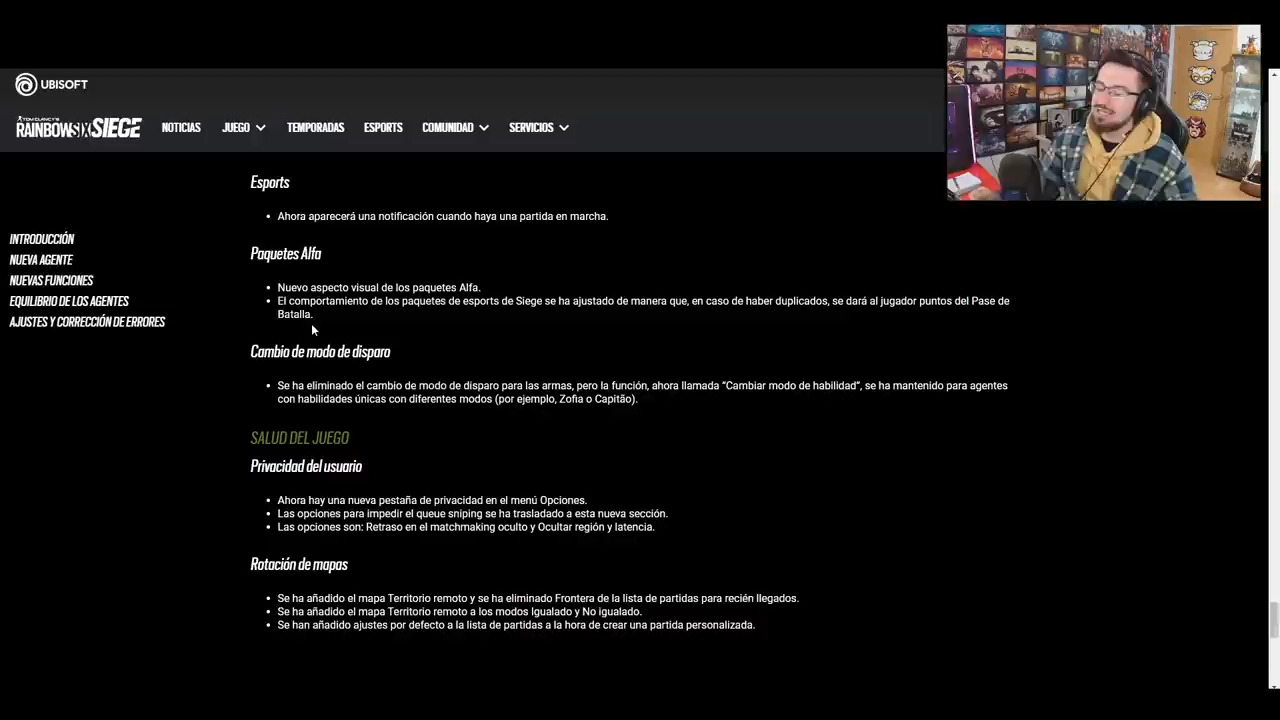 UBISOFT
TOM CLANCY'S
RAINBOWSIX SIEGE
NOTICIAS JUEGO TEMPORADAS ESPORTS COMUNIDAD SERVICIOS
INTRODUCCIÓN
NUEVA AGENTE
NUEVAS FUNCIONES
EQUILIBRIO DE LOS AGENTES
AJUSTES Y CORRECCIÓN DE ERRORES
Esports
• Ahora aparecerá una notificación cuando haya una partida en marcha.
Paquetes Alfa
• Nuevo aspecto visual de los paquetes Alfa.
• El comportamiento de los paquetes de esports de Siege se ha ajustado de manera que, en caso de haber duplicados, se dará al jugador puntos del Pase de
Batalla.
Cambio de modo de disparo
• Se ha eliminado el cambio de modo de disparo para las armas, pero la función, ahora llamada “Cambiar modo de habilidad”, se ha mantenido para agentes
con habilidades únicas con diferentes modos (por ejemplo, Zofia o Capitão).
SALUD DEL JUEGO
Privacidad del usuario
• Ahora hay una nueva pestaña de privacidad en el menú Opciones.
• Las opciones para impedir el queue sniping se ha trasladado a esta nueva sección.
• Las opciones son: Retraso en el matchmaking oculto y Ocultar región y latencia.
Rotación de mapas
• Se ha añadido el mapa Territorio remoto y se ha eliminado Frontera de la lista de partidas para recién llegados.
• Se ha añadido el mapa Territorio remoto a los modos Igualado y No igualado.
• Se han añadido ajustes por defecto a la lista de partidas a la hora de crear una partida personalizada.